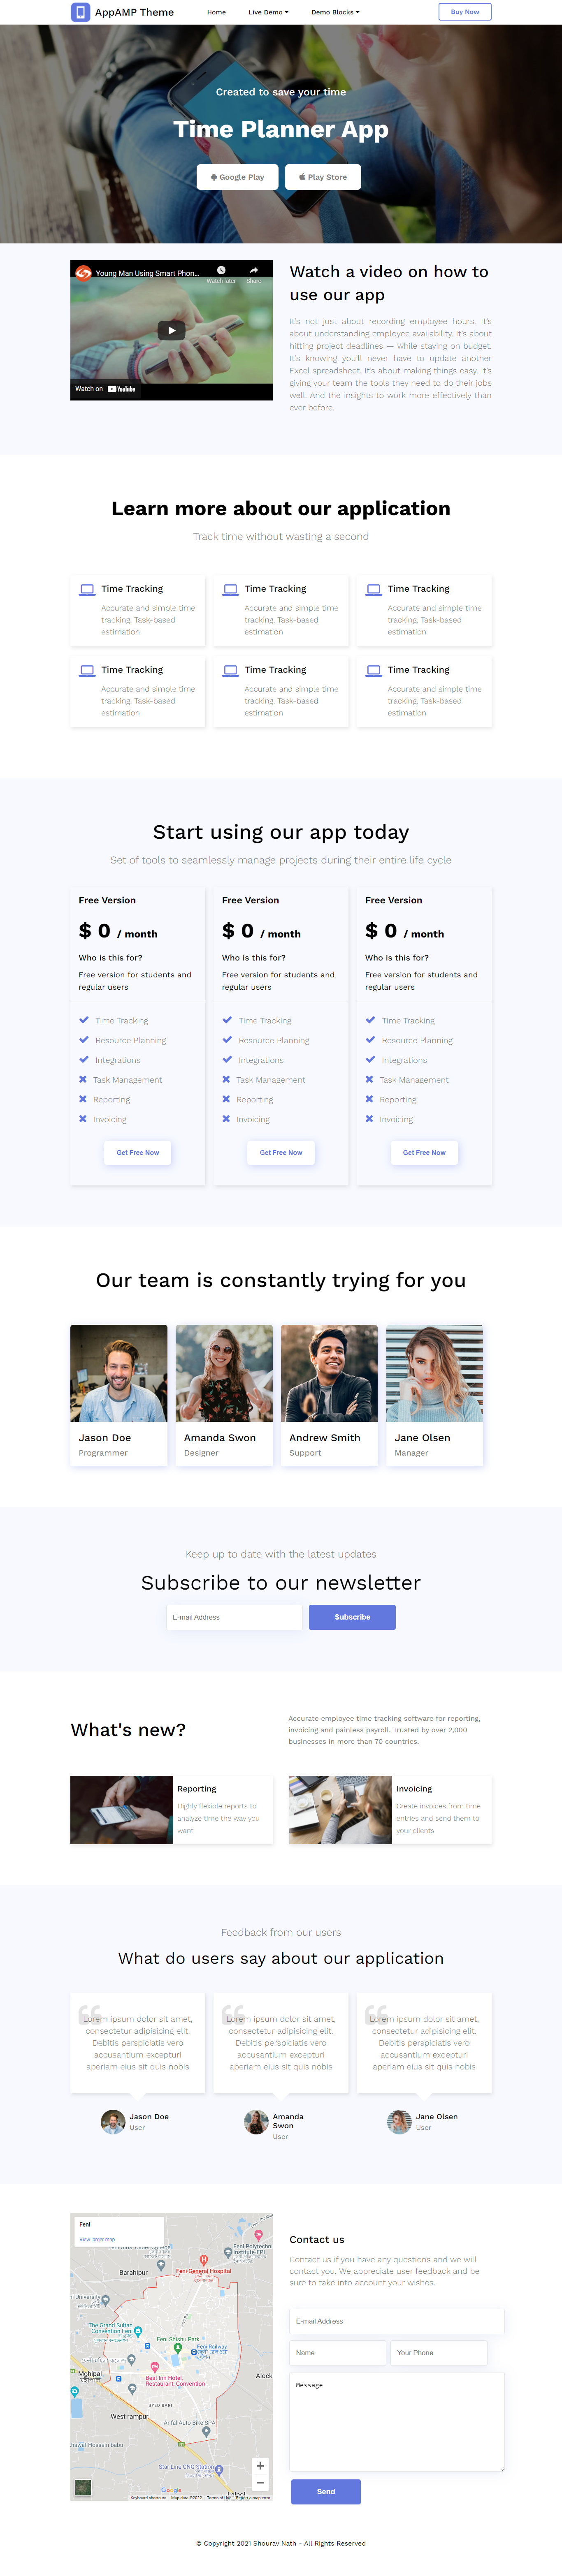 AppAMP Theme
Home
Live Demo
Demo Blocks
Buy Now
Created to save your time
Time Planner App
Google Play
Play Store
Young Man Using Smart Phon...
Watch later
Share
Watch on YouTube
Watch a video on how to
use our app
It's not just about recording employee hours. It's
about understanding employee availability. It's about
hitting project deadlines — while staying on budget.
It's knowing you'll never have to update another
Excel spreadsheet. It's about making things easy. It's
giving your team the tools they need to do their jobs
well. And the insights to work more effectively than
ever before.
Learn more about our application
Track time without wasting a second
Time Tracking
Accurate and simple time
tracking. Task-based
estimation
Time Tracking
Accurate and simple time
tracking. Task-based
estimation
Time Tracking
Accurate and simple time
tracking. Task-based
estimation
Time Tracking
Accurate and simple time
tracking. Task-based
estimation
Time Tracking
Accurate and simple time
tracking. Task-based
estimation
Time Tracking
Accurate and simple time
tracking. Task-based
estimation
Start using our app today
Set of tools to seamlessly manage projects during their entire life cycle
Free Version
$ 0 / month
Who is this for?
Free version for students and
regular users
Time Tracking
Resource Planning
Integrations
Task Management
Reporting
Invoicing
Get Free Now
Free Version
$ 0 / month
Who is this for?
Free version for students and
regular users
Time Tracking
Resource Planning
Integrations
Task Management
Reporting
Invoicing
Get Free Now
Free Version
$ 0 / month
Who is this for?
Free version for students and
regular users
Time Tracking
Resource Planning
Integrations
Task Management
Reporting
Invoicing
Get Free Now
Our team is constantly trying for you
Jason Doe
Programmer
Amanda Swon
Designer
Andrew Smith
Support
Jane Olsen
Manager
Keep up to date with the latest updates
Subscribe to our newsletter
E-mail Address
Subscribe
What's new?
Accurate employee time tracking software for reporting,
invoicing and painless payroll. Trusted by over 2,000
businesses in more than 70 countries.
Reporting
Highly flexible reports to
analyze time the way you
want
Invoicing
Create invoices from time
entries and send them to
your clients
Feedback from our users
What do users say about our application
Lorem ipsum dolor sit amet,
consectetur adipisicing elit.
Debitis perspiciatis vero
accusantium excepturi
aperiam eius sit quis nobis
Jason Doe
User
Lorem ipsum dolor sit amet,
consectetur adipisicing elit.
Debitis perspiciatis vero
accusantium excepturi
aperiam eius sit quis nobis
Amanda
Swon
User
Lorem ipsum dolor sit amet,
consectetur adipisicing elit.
Debitis perspiciatis vero
accusantium excepturi
aperiam eius sit quis nobis
Jane Olsen
User
Feni
View larger map
Feni Polytechnic
Institute-FPI
Feni General Hospital
Barahipur
University
The Grand Sultan
Convention Feni
Feni Shishu Park
Feni Railway
Mohipal
Best Inn Hotel,
Restaurant, Convention
Alock
OYED BARI
West rampur
Anfal Auto Bike SPA
hawat Hossain babu
Star Line CNG Station
Google
Keyboard shortcuts
Map data ©2022
Terms of Use
Report a map error
Contact us
Contact us if you have any questions and we will
contact you. We appreciate user feedback and be
sure to take into account your wishes.
E-mail Address
Name
Your Phone
Message
Send
© Copyright 2021 Shourav Nath - All Rights Reserved